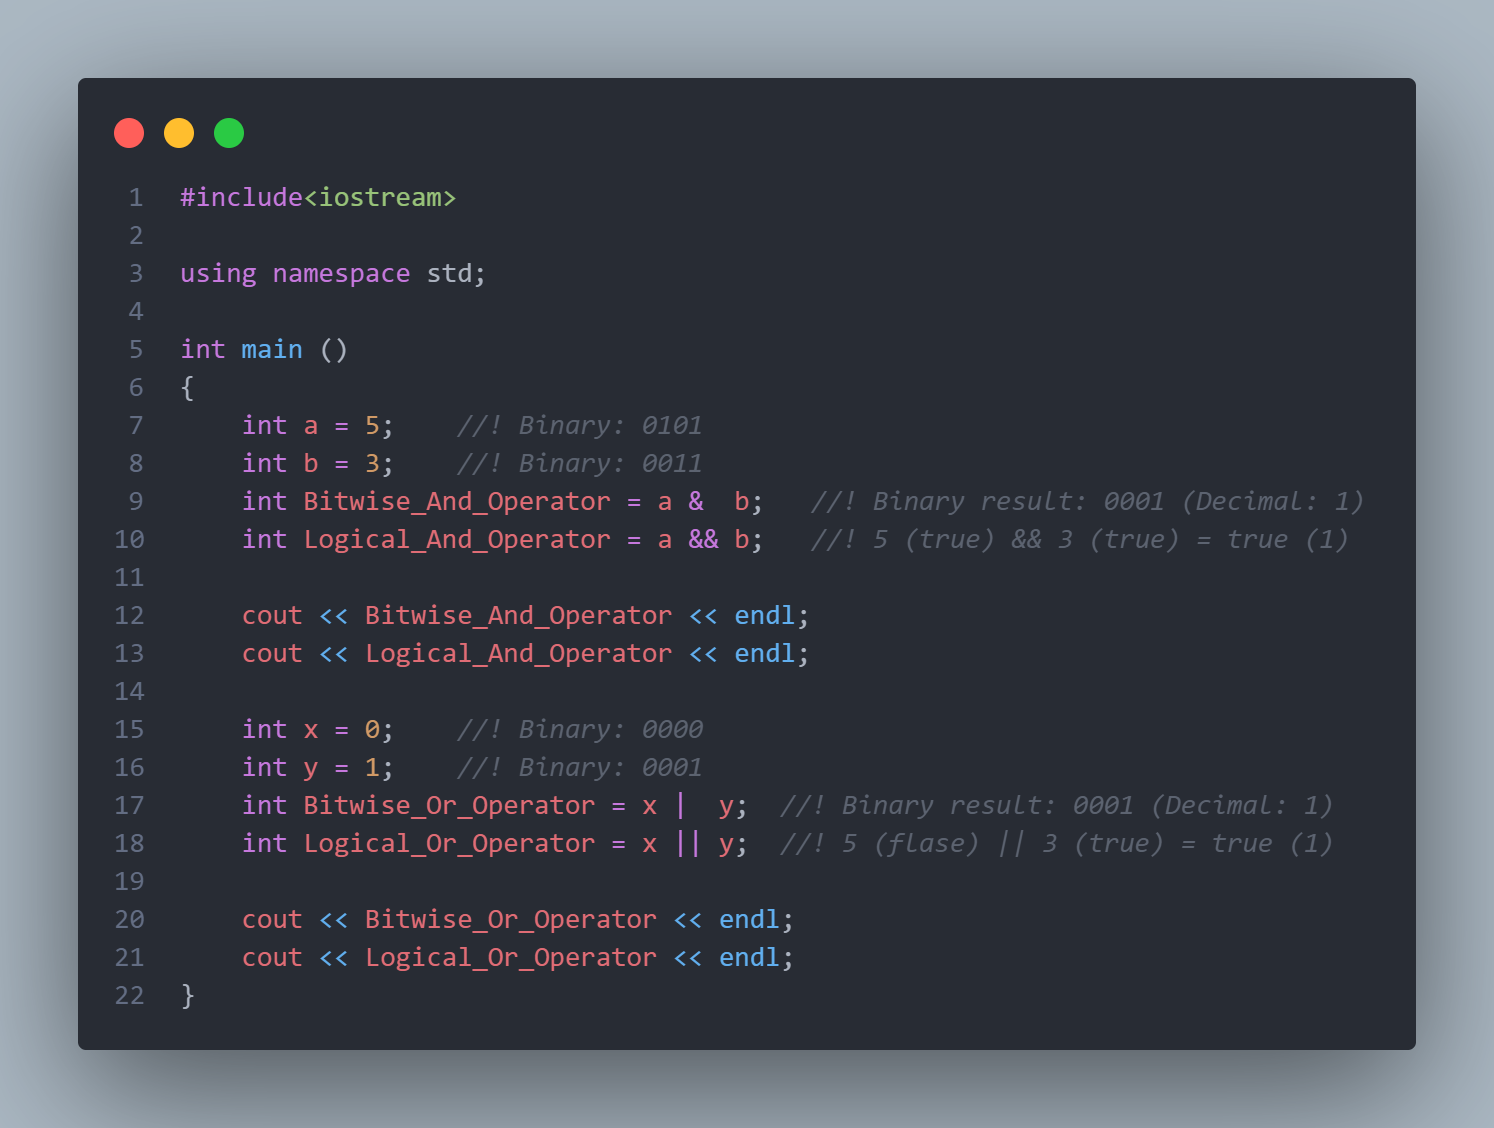 1 #include<iostream>
2
3 using namespace std;
4
5 int main ()
6 {
7     int a = 5;    //! Binary: 0101
8     int b = 3;    //! Binary: 0011
9     int Bitwise_And_Operator = a &  b;   //! Binary result: 0001 (Decimal: 1)
10     int Logical_And_Operator = a && b;   //! 5 (true) && 3 (true) = true (1)
11
12     cout << Bitwise_And_Operator << endl;
13     cout << Logical_And_Operator << endl;
14
15     int x = 0;    //! Binary: 0000
16     int y = 1;    //! Binary: 0001
17     int Bitwise_Or_Operator = x |  y;  //! Binary result: 0001 (Decimal: 1)
18     int Logical_Or_Operator = x || y;  //! 5 (flase) || 3 (true) = true (1)
19
20     cout << Bitwise_Or_Operator << endl;
21     cout << Logical_Or_Operator << endl;
22 }